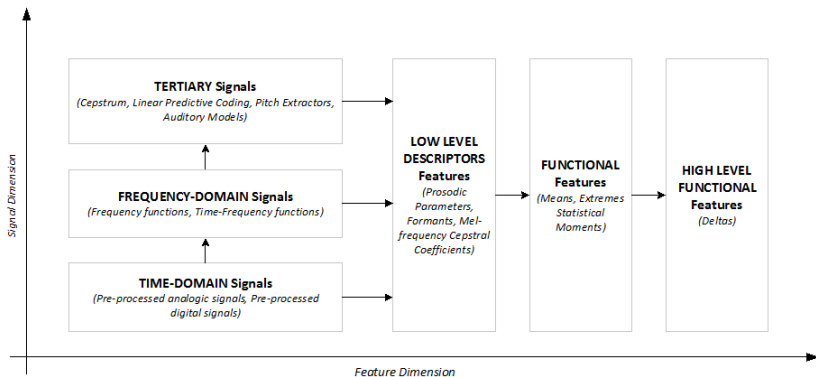 Signal Dimension
TERTIARY Signals
(Cepstrum, Linear Predictive Coding, Pitch Extractors,
Auditory Models)
FREQUENCY-DOMAIN Signals
(Frequency functions, Time-Frequency functions)
TIME-DOMAIN Signals
(Pre-processed analogic signals, Pre-processed
digital signals)
LOW LEVEL
DESCRIPTORS
Features
(Prosodic
Parameters,
Formants, Mel-
frequency Cepstral
Coefficients)
FUNCTIONAL
Features
(Means, Extremes
Statistical
Moments)
HIGH LEVEL
FUNCTIONAL
Features
(Deltas)
Feature Dimension